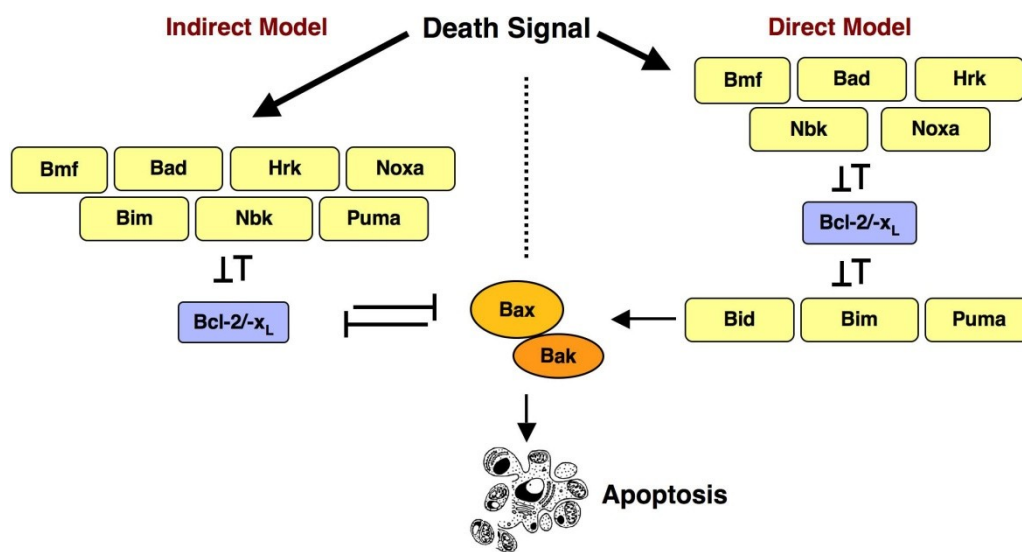 Indirect Model
Death Signal
Direct Model
Bmf
Bad
Hrk
Nbk
Noxa
Bmf
Bad
Hrk
Noxa
Bim
Nbk
Puma
Bcl-2/-xL
Bcl-2/-xL
Bax
Bak
Bid
Bim
Puma
Apoptosis